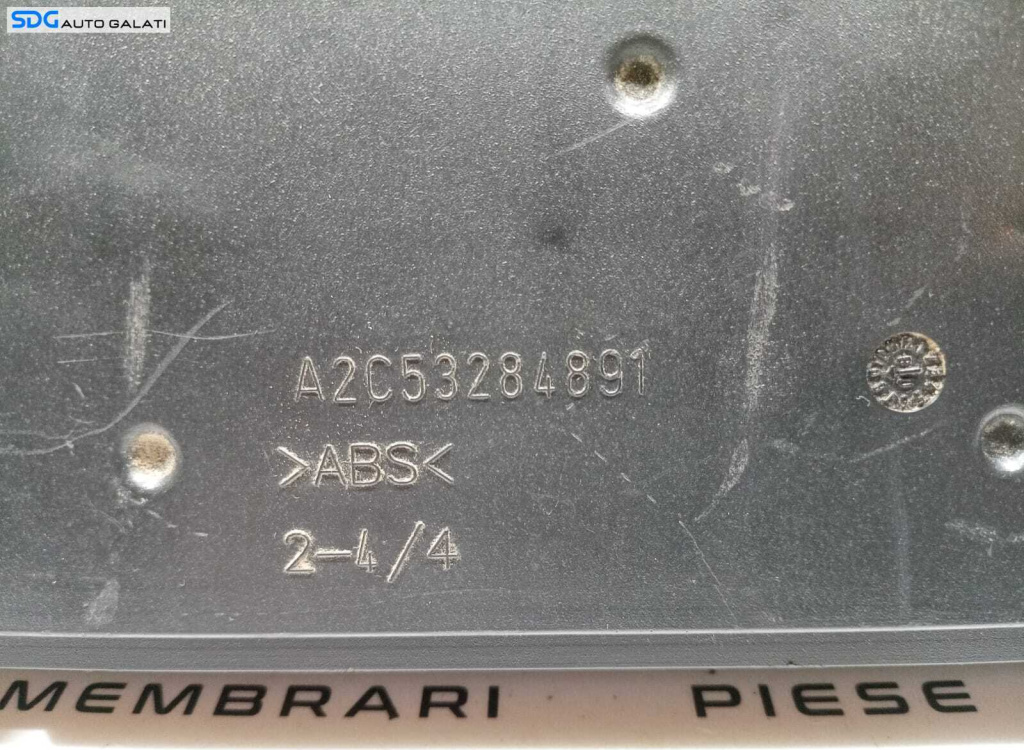 SDG AUTO GALATI
A2C53284891
>ABS<
2-4/4
MEMBRARI PIESE